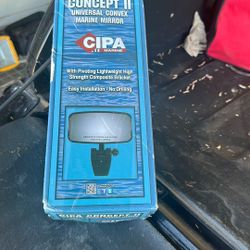 CONCEPT II
UNIVERSAL CONVEX
MARINE MIRROR
CIPA
MARINE
With Pivoting Lightweight High
Strength Composite Bracket
Easy Installation - No Drilling
CIPA CONCEPT II